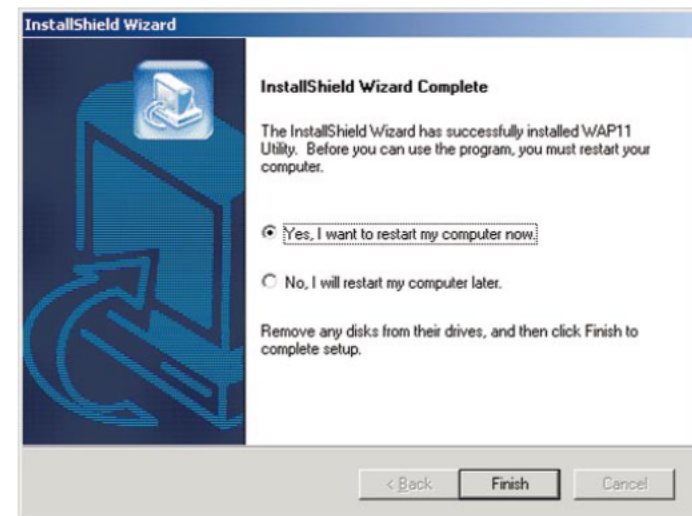 InstallShield Wizard
InstallShield Wizard Complete
The InstallShield Wizard has successfully installed WAP11
Utility. Before you can use the program, you must restart your
computer.
Yes, I want to restart my computer now.
No, I will restart my computer later.
Remove any disks from their drives, and then click Finish to
complete setup.
< Back
Finish
Cancel